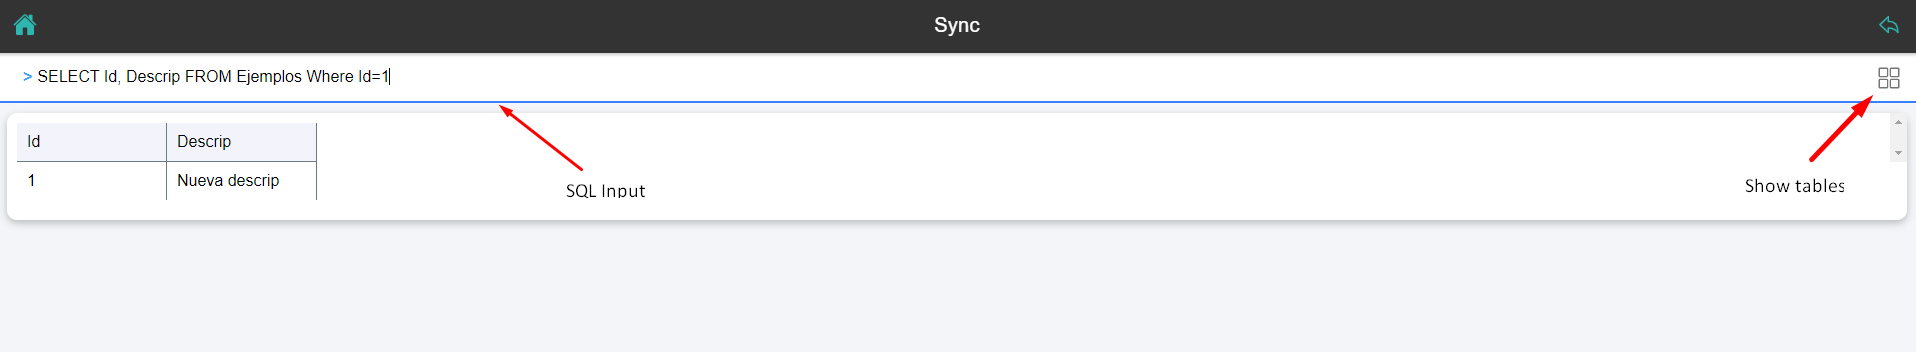 Sync
> SELECT Id, Descrip FROM Ejemplos Where Id=1
Id Descrip
1 Nueva descrip
SQL Input
Show tables